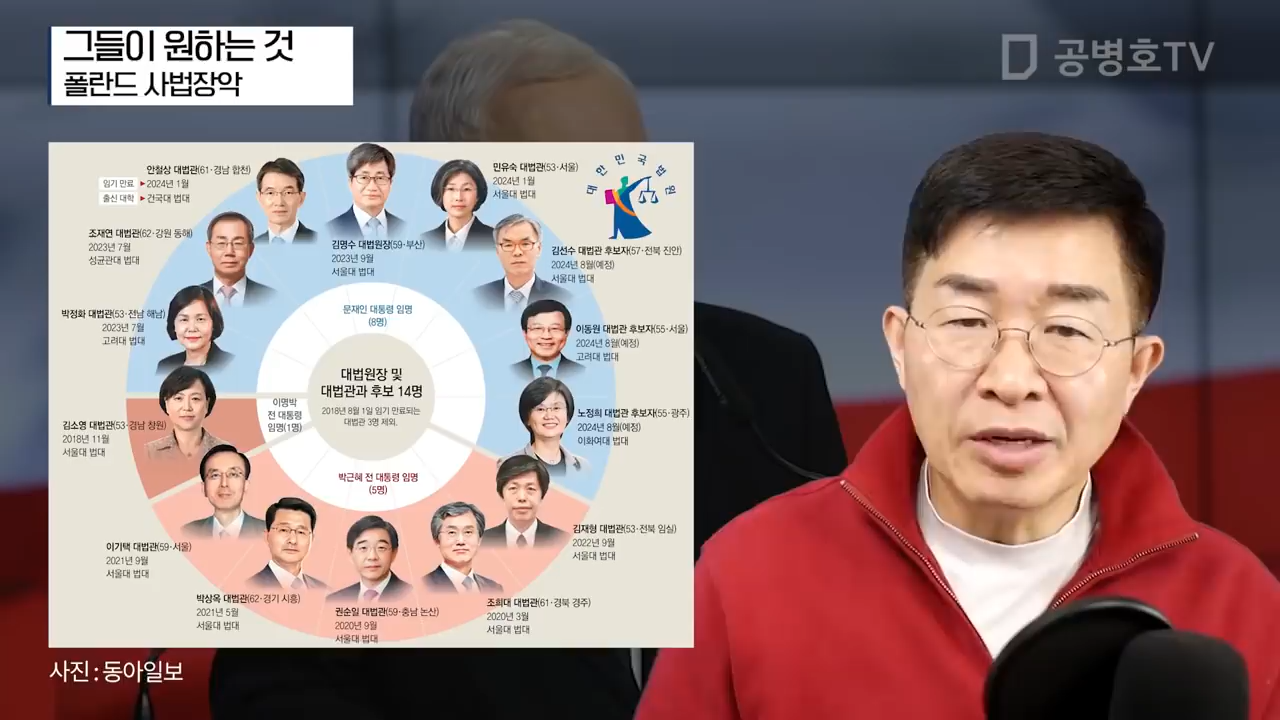 그들이 원하는 것
폴란드 사법장악
공병호TV
안철상 대법관(61·경남 합천)
임기 만료 ▶ 2024년 1월
출신 대학 ▶ 건국대 법대
민유숙 대법관(53·서울)
2024년 1월
서울대 법대
대한민국법원
조재연 대법관(62·강원 동해)
2023년 7월
성균관대 법대
김명수 대법원장(59·부산)
2023년 9월
서울대 법대
김선수 대법관 후보자(57·전북 진안)
2024년 8월(예정)
서울대 법대
박정화 대법관(53·전남 해남)
2023년 7월
고려대 법대
문재인 대통령 임명
(8명)
이동원 대법관 후보자(55·서울)
2024년 8월(예정)
고려대 법대
대법원장 및
대법관과 후보 14명
2018년 8월 1일 임기 만료되는
대법관 3명 제외.
이명박
전 대통령
임명(1명)
김소영 대법관(53·경남 창원)
2018년 11월
서울대 법대
노정희 대법관 후보자(55·광주)
2024년 8월(예정)
이화여대 법대
박근혜 전 대통령 임명
(5명)
김재형 대법관(53·전북 임실)
2022년 9월
서울대 법대
이기택 대법관(59·서울)
2021년 9월
서울대 법대
박상옥 대법관(62·경기 시흥)
2021년 5월
서울대 법대
권순일 대법관(59·충남 논산)
2020년 9월
서울대 법대
조희대 대법관(61·경북 경주)
2020년 3월
서울대 법대
사진 : 동아일보